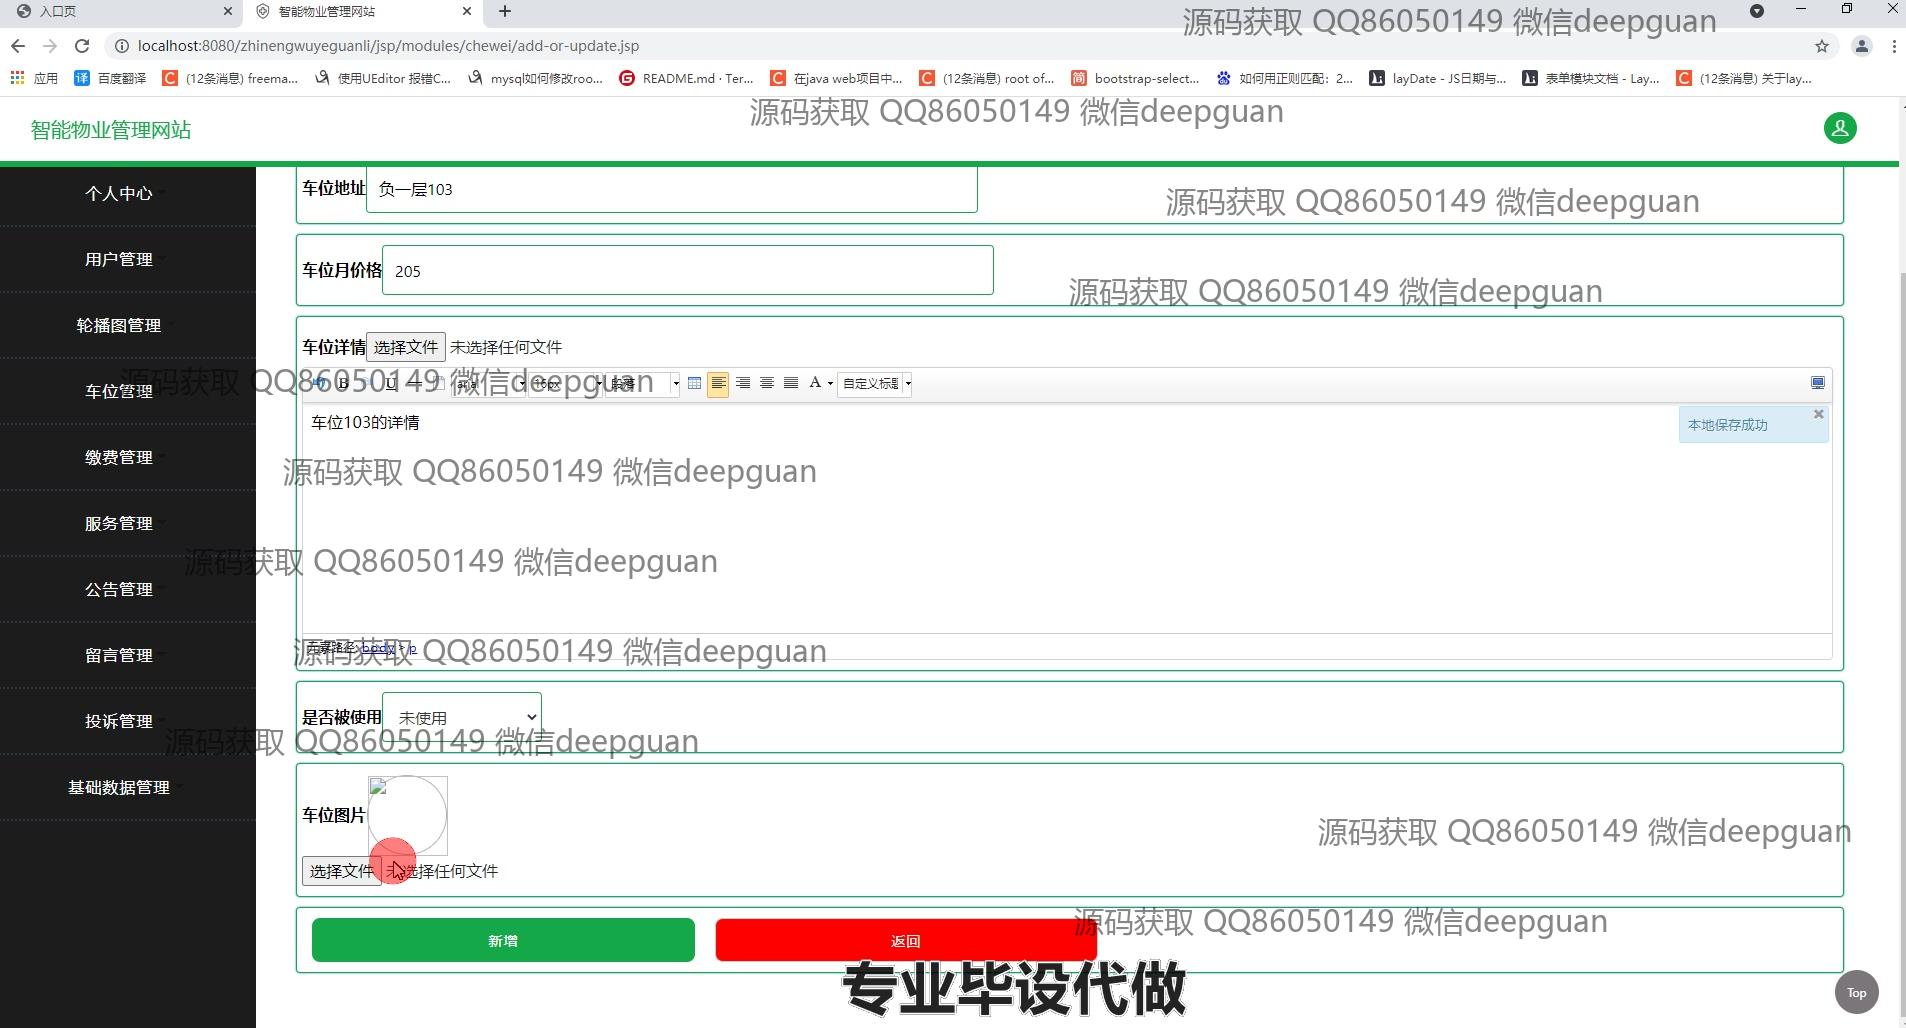 入口页
智能物业管理网站
源码获取 QQ86050149 微信deepguan
localhost:8080/zhinengwuyeguanli/jsp/modules/chewei/add-or-update.jsp
应用
百度翻译
(12条消息) freema...
使用UEditor 报错C...
mysql如何修改roo...
README.md · Ter...
在java web项目中...
(12条消息) root of...
bootstrap-select...
如何用正则匹配：2...
layDate - JS日期与...
表单模块文档 - Lay...
(12条消息) 关于lay...
源码获取 QQ86050149 微信deepguan
智能物业管理网站
个人中心
车位地址
负一层103
源码获取 QQ86050149 微信deepguan
用户管理
车位月价格
205
源码获取 QQ86050149 微信deepguan
轮播图管理
车位详情
选择文件
未选择任何文件
源码获取 QQ86050149 微信deepguan
车位管理
B
U
arial
16px
段落
A
自定义标题
车位103的详情
本地保存成功
缴费管理
源码获取 QQ86050149 微信deepguan
服务管理
源码获取 QQ86050149 微信deepguan
公告管理
留言管理
元素路径: body > p
源码获取 QQ86050149 微信deepguan
投诉管理
是否被使用
未使用
源码获取 QQ86050149 微信deepguan
基础数据管理
车位图片
源码获取 QQ86050149 微信deepguan
选择文件
未选择任何文件
新增
返回
源码获取 QQ86050149 微信deepguan
专业毕设代做
Top